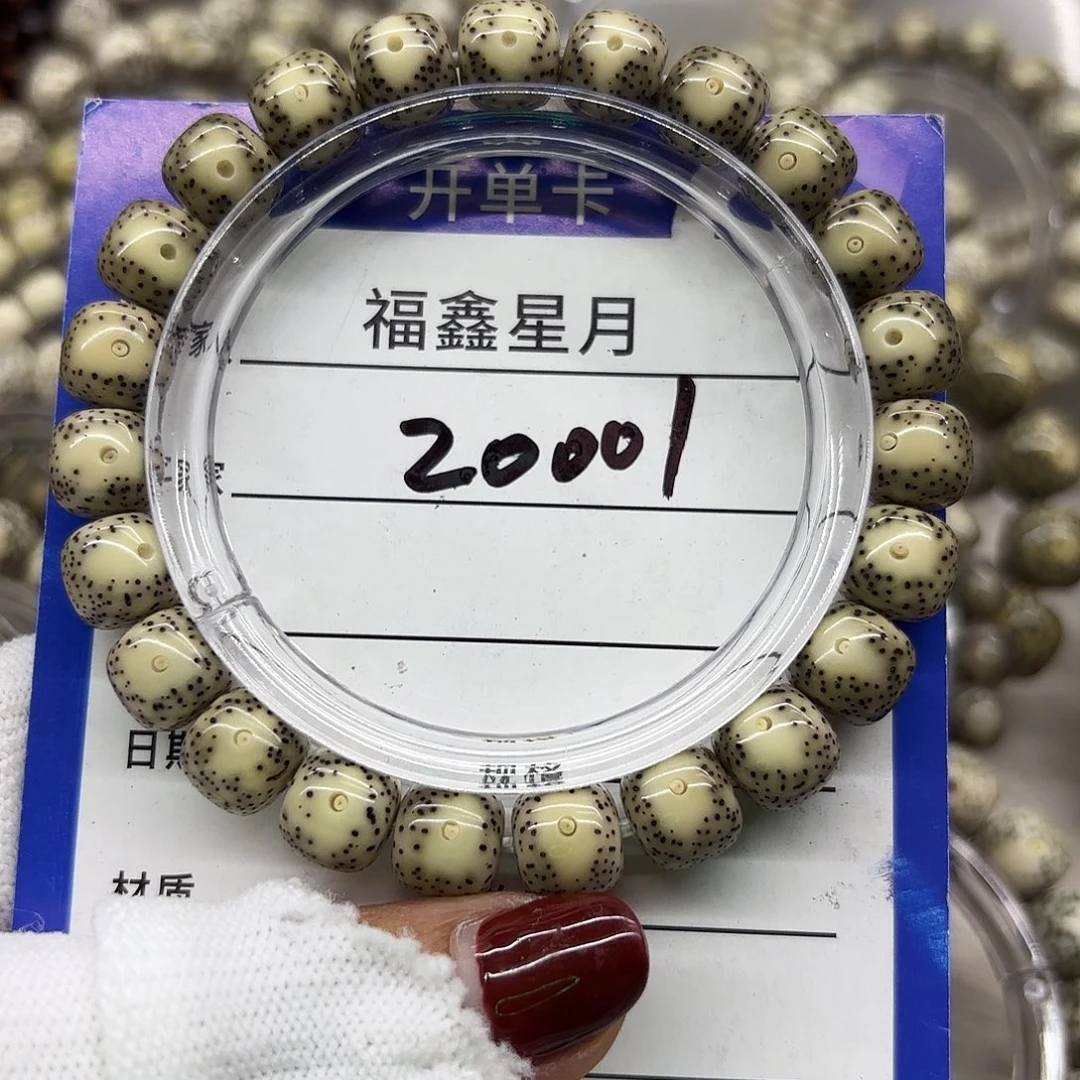 开单卡
福鑫星月
20001
日期
材质